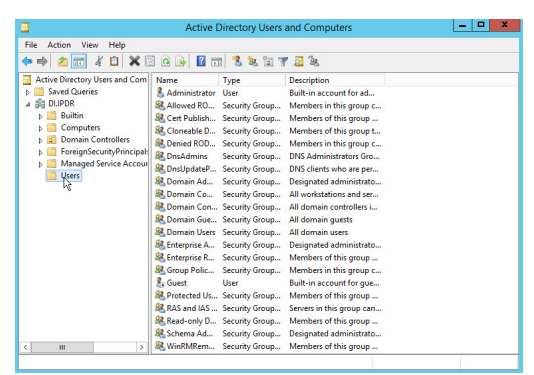 Active Directory Users and Computers
File Action View Help
Active Directory Users and Com
Saved Queries
DI.IPDR
Builtin
Computers
Domain Controllers
ForeignSecurityPrincipals
Managed Service Accour
Users
Name Type Description
Administrator User Built-in account for ad...
Allowed RO... Security Group... Members in this group c...
Cert Publish... Security Group... Members of this group ...
Cloneable D... Security Group... Members of this group t...
Denied ROD... Security Group... Members in this group c...
DnsAdmins Security Group... DNS Administrators Gro...
DnsUpdateP... Security Group... DNS clients who are per...
Domain Ad... Security Group... Designated administrato...
Domain Co... Security Group... All workstations and ser...
Domain Con... Security Group... All domain controllers i...
Domain Gue... Security Group... All domain guests
Domain Users Security Group... All domain users
Enterprise A... Security Group... Designated administrato...
Enterprise R... Security Group... Members of this group ...
Group Polic... Security Group... Members in this group c...
Guest User Built-in account for gue...
Protected Us... Security Group... Members of this group ...
RAS and IAS ... Security Group... Servers in this group can...
Read-only D... Security Group... Members of this group ...
Schema Ad... Security Group... Designated administrato...
WinRMRem... Security Group... Members of this group ...